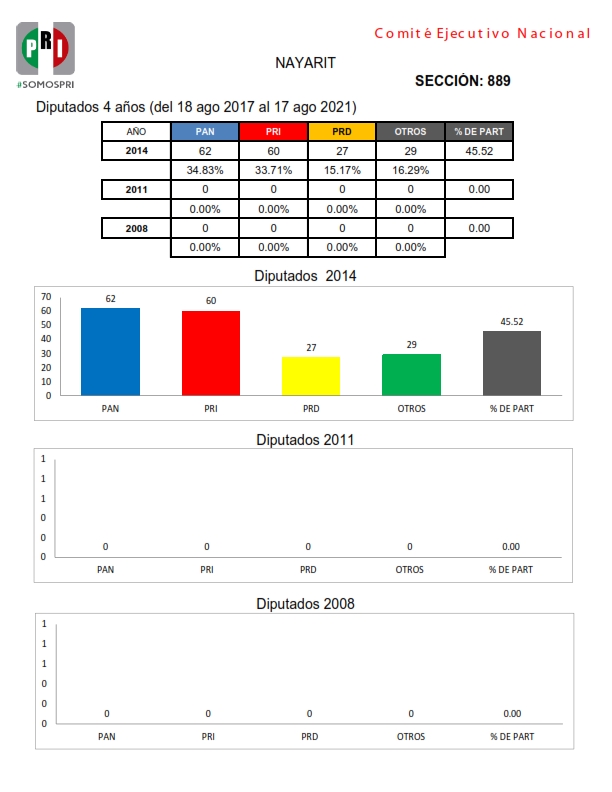 Comité Ejecutivo Nacional
PRI
#SOMOSPRI
NAYARIT
SECCIÓN: 889
Diputados 4 años (del 18 ago 2017 al 17 ago 2021)
AÑO PAN PRI PRD OTROS % DE PART
2014 62 60 27 29 45.52
34.83% 33.71% 15.17% 16.29%
2011 0 0 0 0 0.00
0.00% 0.00% 0.00% 0.00%
2008 0 0 0 0 0.00
0.00% 0.00% 0.00% 0.00%
Diputados 2014
70
60
50
40
30
20
10
0
62 60 27 29 45.52
PAN PRI PRD OTROS % DE PART
Diputados 2011
1
1
1
0
0
0
0 0 0 0 0.00
PAN PRI PRD OTROS % DE PART
Diputados 2008
1
1
1
0
0
0
0 0 0 0 0.00
PAN PRI PRD OTROS % DE PART